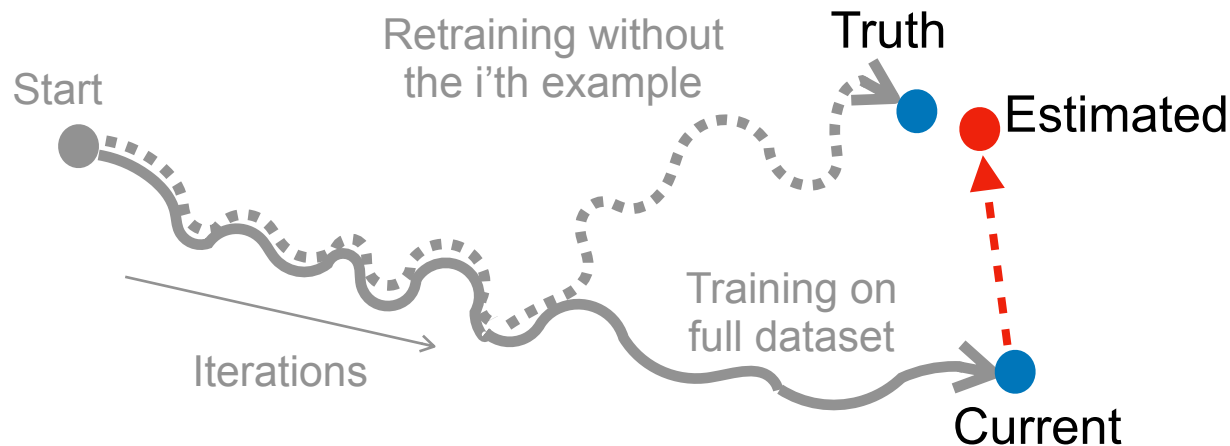 Start
Retraining without
the i'th example
Truth
Estimated
Iterations
Training on
full dataset
Current